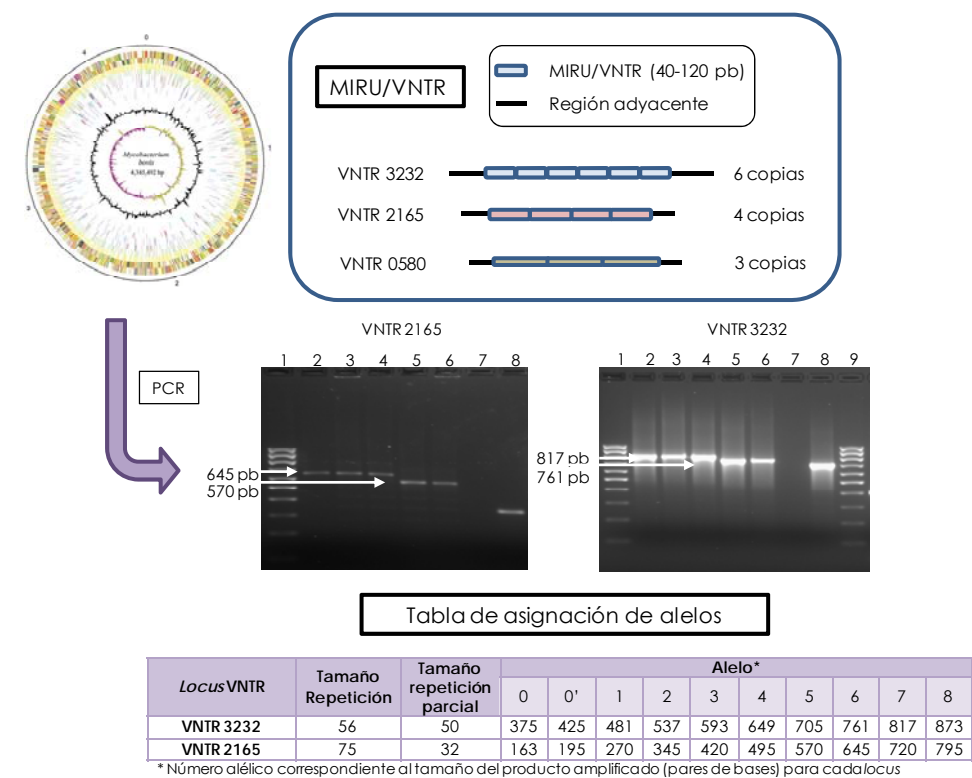 0
4
1
Mycobacterium
bovis
4,345,492 bp
3
2
MIRU/VNTR
MIRU/VNTR (40-120 pb)
Región adyacente
VNTR 3232 6 copias
VNTR 2165 4 copias
VNTR 0580 3 copias
PCR
VNTR 2165
1 2 3 4 5 6 7 8
645 pb
570 pb
VNTR 3232
1 2 3 4 5 6 7 8 9
817 pb
761 pb
Tabla de asignación de alelos
Locus VNTR Tamaño Repetición Tamaño repetición parcial Alelo*
0 0' 1 2 3 4 5 6 7 8
VNTR 3232 56 50 375 425 481 537 593 649 705 761 817 873
VNTR 2165 75 32 163 195 270 345 420 495 570 645 720 795
* Número alélico correspondiente al tamaño del producto amplificado (pares de bases) para cada locus